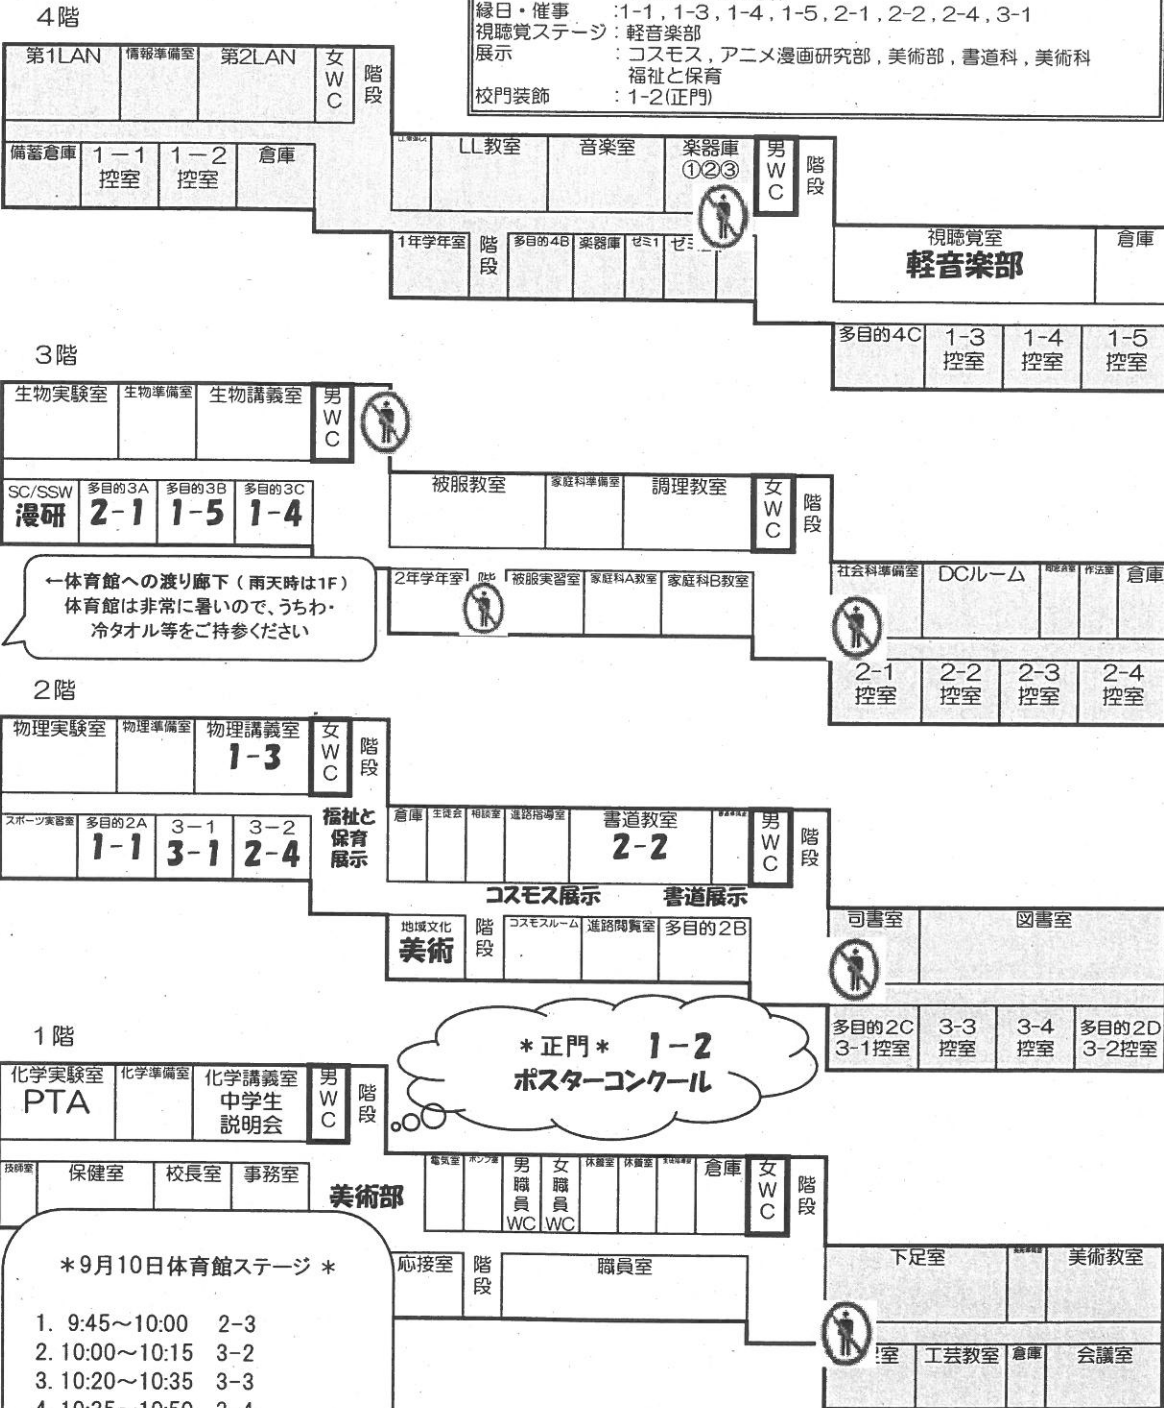 縁日・催事 :1-1 , 1-3 , 1-4 , 1-5 , 2-1 , 2-2 , 2-4 , 3-1
視聴覚ステージ : 軽音楽部
展示 : コスモス , アニメ漫画研究部 , 美術部 , 書道科 , 美術科
福祉と保育
校門装飾 : 1-2(正門)
4階
第1LAN 情報準備室 第2LAN 女WC 階段
備蓄倉庫 1-1控室 1-2控室 倉庫
LL教室 音楽室 楽器庫①②③ 男WC 階段
1年学年室 階段 多目的4B 楽器庫 ゼミ1 ゼミ
視聴覚室 倉庫
軽音楽部
多目的4C 1-3控室 1-4控室 1-5控室
3階
生物実験室 生物準備室 生物講義室 男WC
SC/SSW 多目的3A 多目的3B 多目的3C
漫研 2-1 1-5 1-4
被服教室 家庭科準備室 調理教室 女WC 階段
2年学年室 階 被服実習室 家庭科A教室 家庭科B教室
←体育館への渡り廊下 ( 雨天時は1F)
体育館は非常に暑いので、うちわ・
冷タオル等をご持参ください
社会科準備室 DCルーム 作法室 倉庫
2-1控室 2-2控室 2-3控室 2-4控室
2階
物理実験室 物理準備室 物理講義室 女WC 階段
1-3
スポーツ実習室 多目的2A 3-1 3-2
1-1 3-1 2-4
福祉と
保育
展示
倉庫 生徒会 相談室 進路指導室 書道教室 男WC 階段
2-2
コスモス展示 書道展示
地域文化 階段 コスモスルーム 進路閲覧室 多目的2B
美術
司書室 図書室
多目的2C 3-3 3-4 多目的2D
3-1控室 控室 控室 3-2控室
1階
*正門* 1-2
ポスターコンクール
化学実験室 化学準備室 化学講義室 男WC 階段
PTA 中学生
説明会
技師室 保健室 校長室 事務室
美術部
電気室 ポンプ室 男職員WC 女職員WC 休養室 休養室 倉庫 女WC 階段
応接室 階段 職員室
下足室 美術教室
室 工芸教室 倉庫 会議室
*9月10日体育館ステージ *
1. 9:45～10:00 2-3
2. 10:00～10:15 3-2
3. 10:20～10:35 3-3
4. 10:35～10:50 3-4